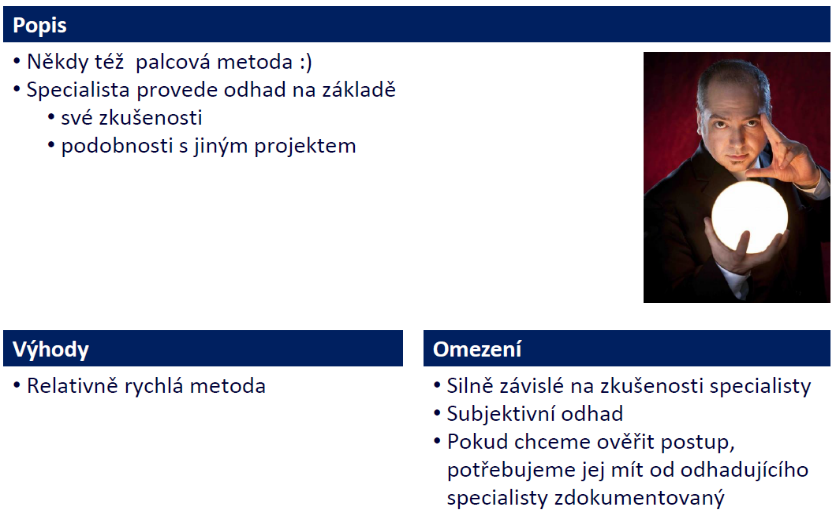 Popis
• Někdy též  palcová metoda :)
• Specialista provede odhad na základě
• své zkušenosti
• podobnosti s jiným projektem
Výhody
• Relativně rychlá metoda
Omezení
• Silně závislé na zkušenosti specialisty
• Subjektivní odhad
• Pokud chceme ověřit postup,
potřebujeme jej mít od odhadujícího
specialisty zdokumentovaný